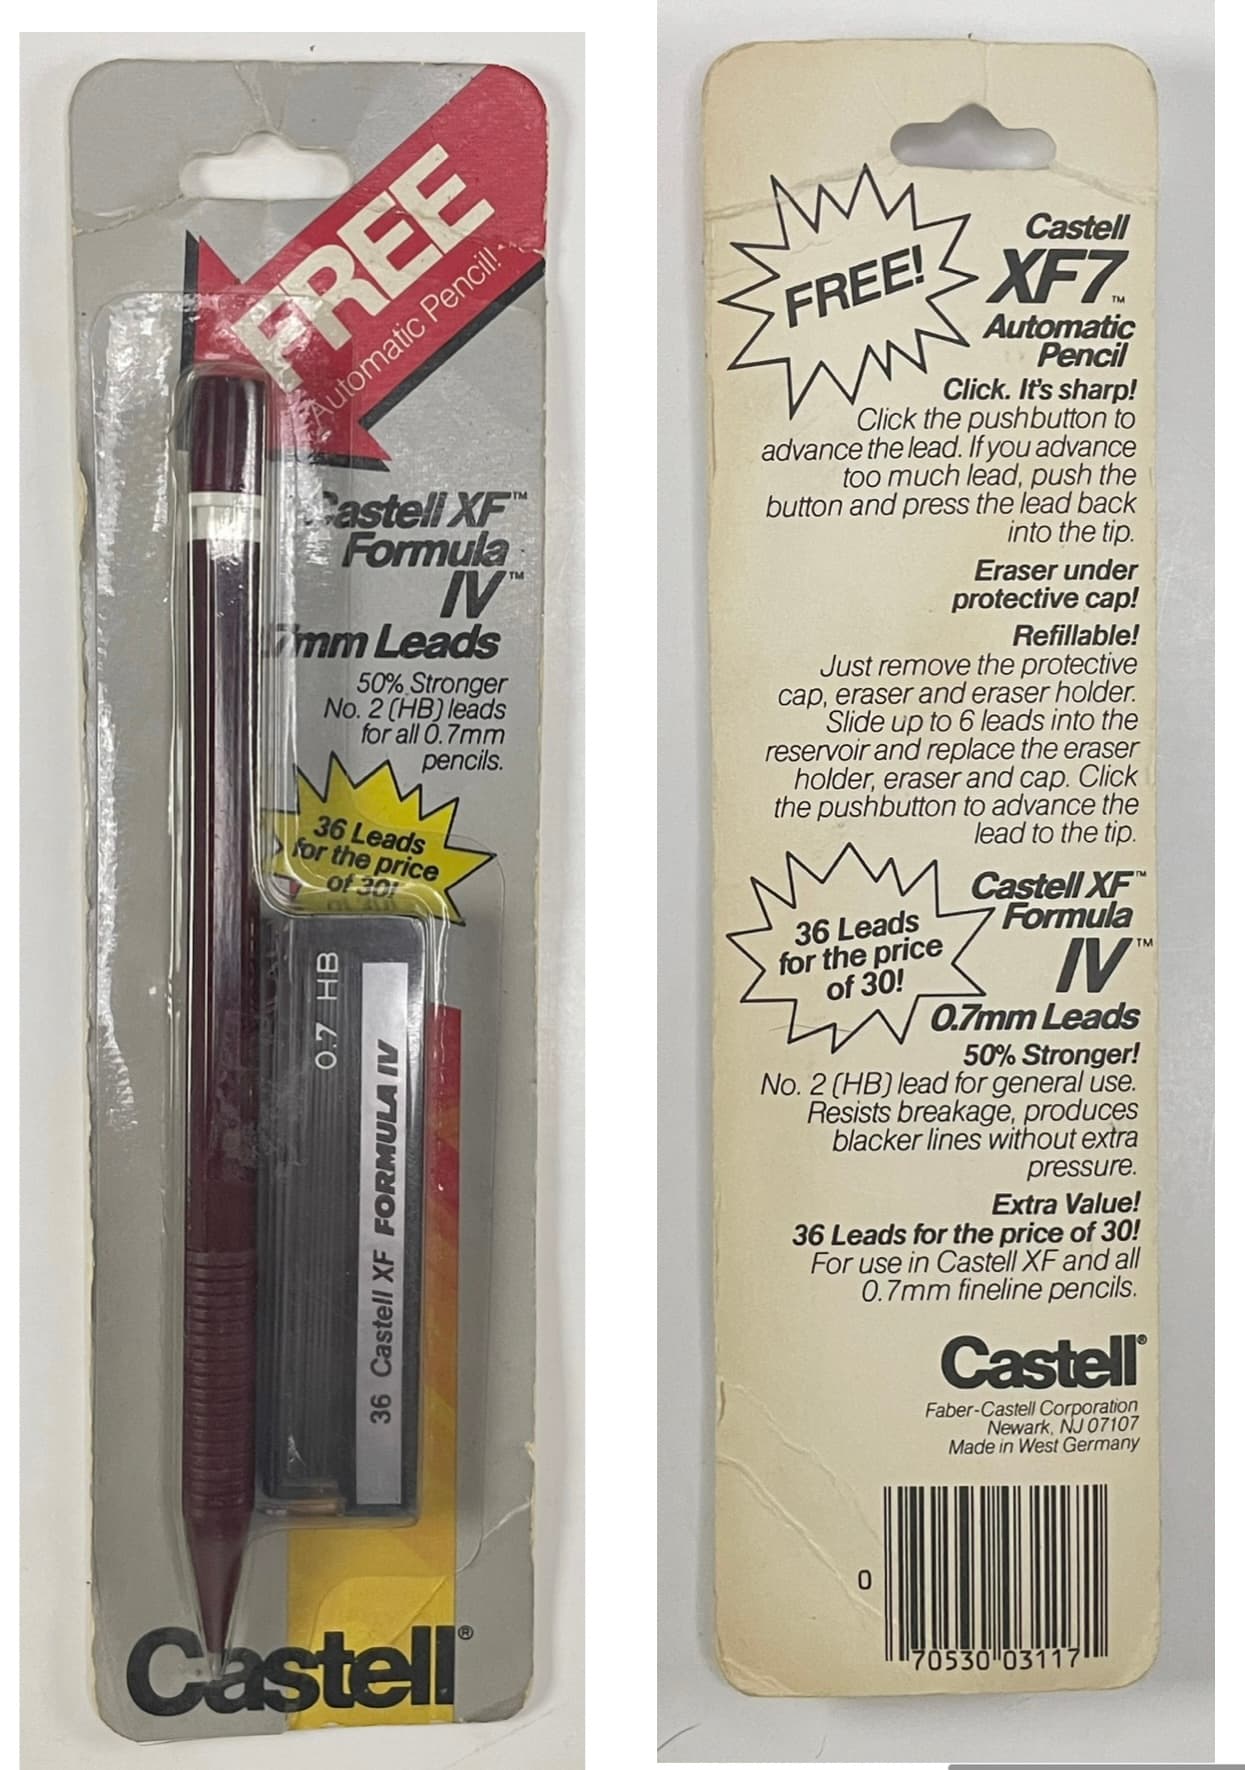 FREE
Automatic Pencil!
Castell XF™
Formula
IV™
.7mm Leads
50% Stronger
No. 2 (HB) leads
for all 0.7mm
pencils.
36 Leads
for the price
of 30!
0.7 HB
36 Castell XF FORMULA IV
Castell®
FREE!
Castell
XF7™
Automatic
Pencil
Click. It's sharp!
Click the pushbutton to
advance the lead. If you advance
too much lead, push the
button and press the lead back
into the tip.
Eraser under
protective cap!
Refillable!
Just remove the protective
cap, eraser and eraser holder.
Slide up to 6 leads into the
reservoir and replace the eraser
holder, eraser and cap. Click
the pushbutton to advance the
lead to the tip.
36 Leads
for the price
of 30!
Castell XF™
Formula
IV™
0.7mm Leads
50% Stronger!
No. 2 (HB) lead for general use.
Resists breakage, produces
blacker lines without extra
pressure.
Extra Value!
36 Leads for the price of 30!
For use in Castell XF and all
0.7mm fineline pencils.
Castell®
Faber-Castell Corporation
Newark, NJ 07107
Made in West Germany
0 70530 03117